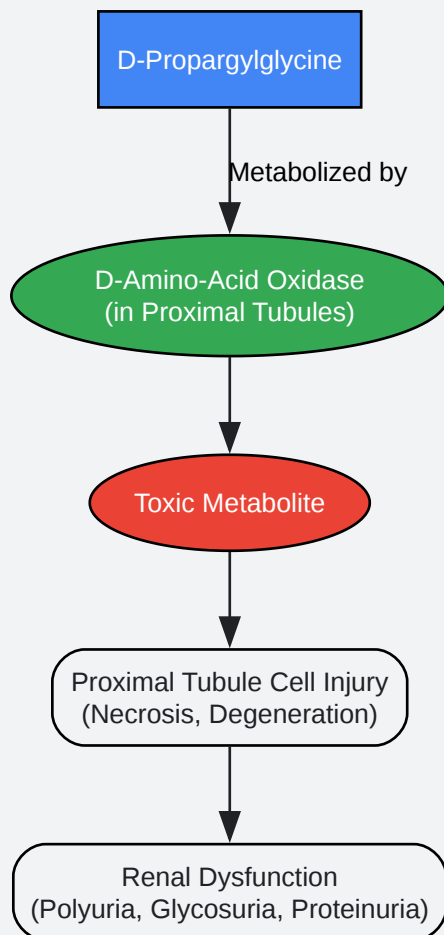 D-Propargylglycine
Metabolized by
D-Amino-Acid Oxidase
(in Proximal Tubules)
Toxic Metabolite
Proximal Tubule Cell Injury
(Necrosis, Degeneration)
Renal Dysfunction
(Polyuria, Glycosuria, Proteinuria)